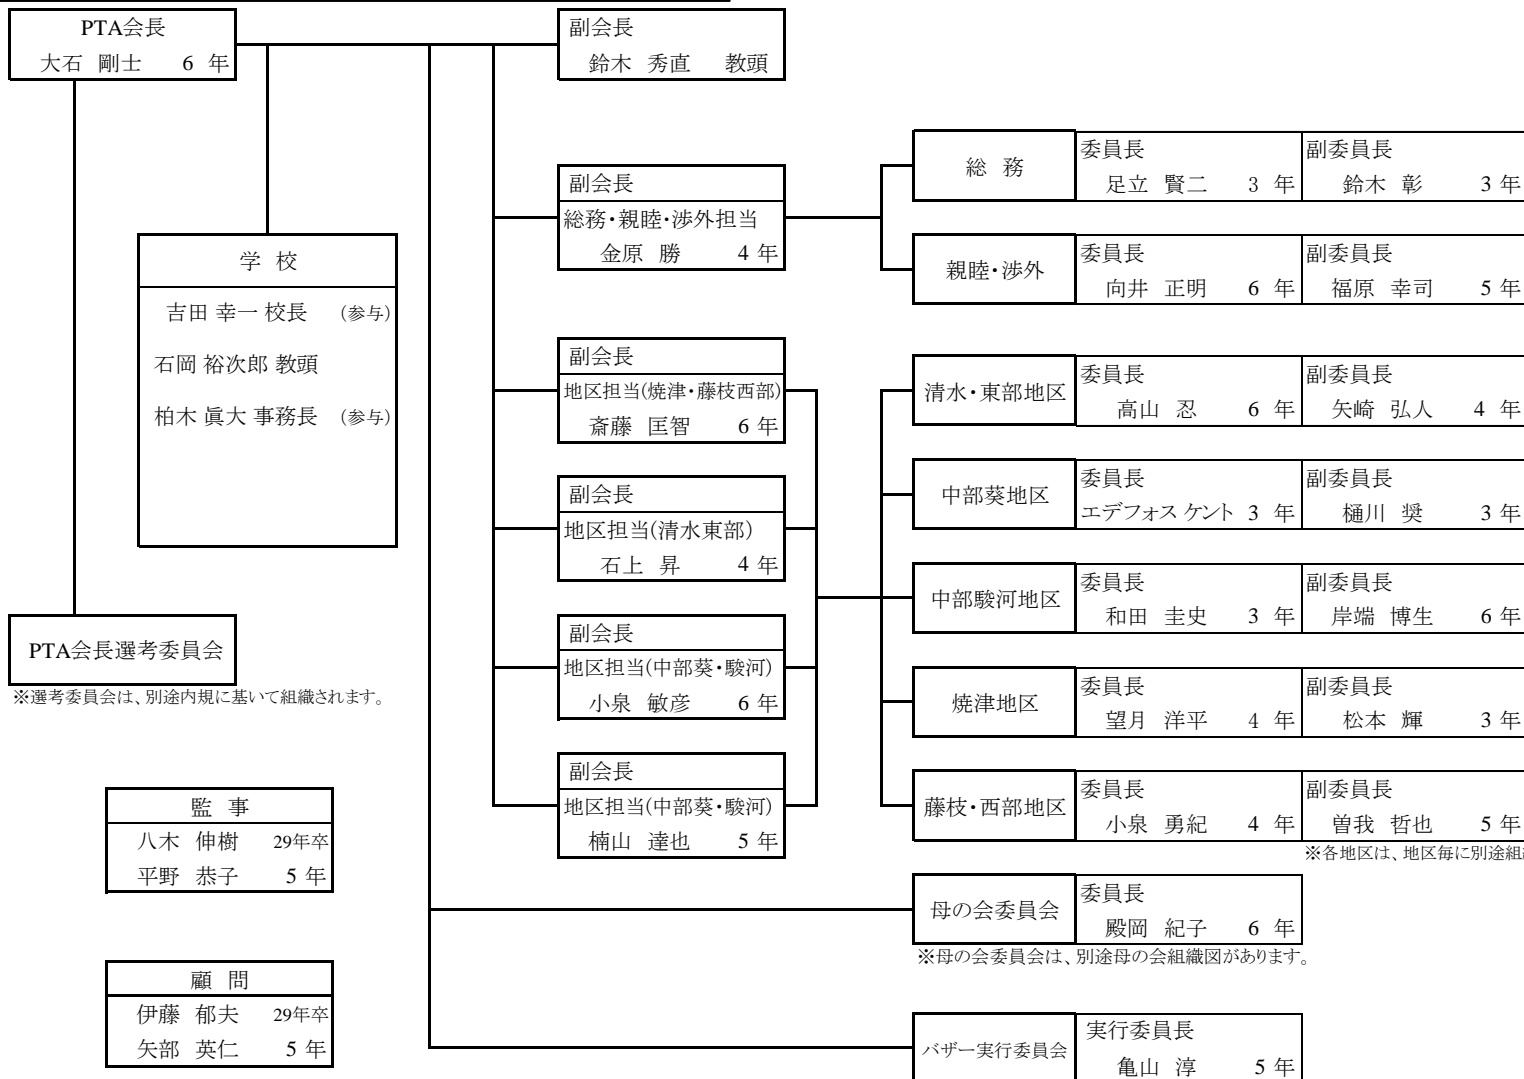 PTA会長
大石 剛士 6 年
副会長
鈴木 秀直 教頭
副会長
総務・親睦・渉外担当
金原 勝 4 年
総 務
委員長
足立 賢二 3 年
副委員長
鈴木 彰 3 年
親睦・渉外
委員長
向井 正明 6 年
副委員長
福原 幸司 5 年
学 校
吉田 幸一 校長 (参与)
石岡 裕次郎 教頭
柏木 眞大 事務長 (参与)
副会長
地区担当(焼津・藤枝西部)
斎藤 匡智 6 年
副会長
地区担当(清水東部)
石上 昇 4 年
副会長
地区担当(中部葵・駿河)
小泉 敏彦 6 年
副会長
地区担当(中部葵・駿河)
楠山 達也 5 年
清水・東部地区
委員長
高山 忍 6 年
副委員長
矢崎 弘人 4 年
中部葵地区
委員長
エデフォス ケント 3 年
副委員長
樋川 奨 3 年
中部駿河地区
委員長
和田 圭史 3 年
副委員長
岸端 博生 6 年
焼津地区
委員長
望月 洋平 4 年
副委員長
松本 輝 3 年
藤枝・西部地区
委員長
小泉 勇紀 4 年
副委員長
曽我 哲也 5 年
※各地区は、地区毎に別途組
PTA会長選考委員会
※選考委員会は、別途内規に基いて組織されます。
監 事
八木 伸樹 29年卒
平野 恭子 5 年
顧 問
伊藤 郁夫 29年卒
矢部 英仁 5 年
母の会委員会
委員長
殿岡 紀子 6 年
※母の会委員会は、別途母の会組織図があります。
バザー実行委員会
実行委員長
亀山 淳 5 年